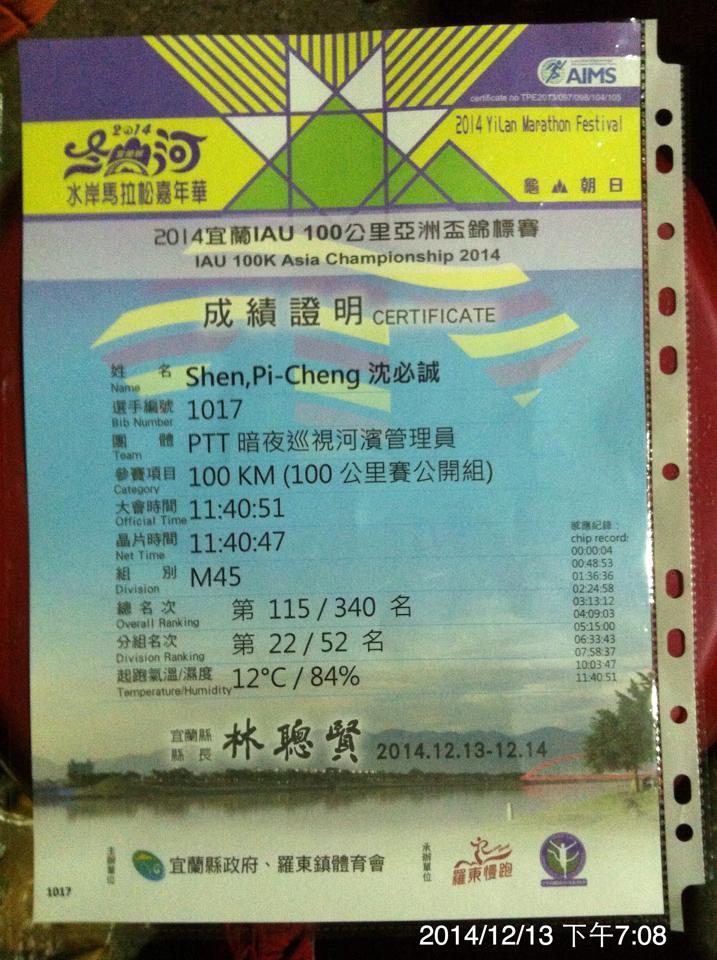 AIMS
certificate no TPE2013/097/098/104/105
2014 YiLan Marathon Festival
2014
冬山河
水岸馬拉松嘉年華
龜山朝日
2014宜蘭IAU 100公里亞洲盃錦標賽
IAU 100K Asia Championship 2014
成績證明 CERTIFICATE
姓名 Name Shen,Pi-Cheng 沈必誠
選手編號 Bib Number 1017
團體 Team PTT 暗夜巡視河濱管理員
參賽項目 Category 100 KM (100 公里賽公開組)
大會時間 Official Time 11:40:51
晶片時間 Net Time 11:40:47
組別 Division M45
總名次 Overall Ranking 第 115 / 340 名
分組名次 Division Ranking 第 22 / 52 名
起跑氣溫/濕度 Temperature/Humidity 12°C / 84%
感應紀錄:
chip record:
00:00:04
00:48:53
01:36:36
02:24:58
03:13:12
04:09:03
05:15:00
06:33:43
07:58:37
10:03:47
11:40:51
宜蘭縣縣長 林聰賢 2014.12.13-12.14
主辦單位 宜蘭縣政府、羅東鎮體育會
承辦單位 羅東慢跑
1017
2014/12/13 下午7:08